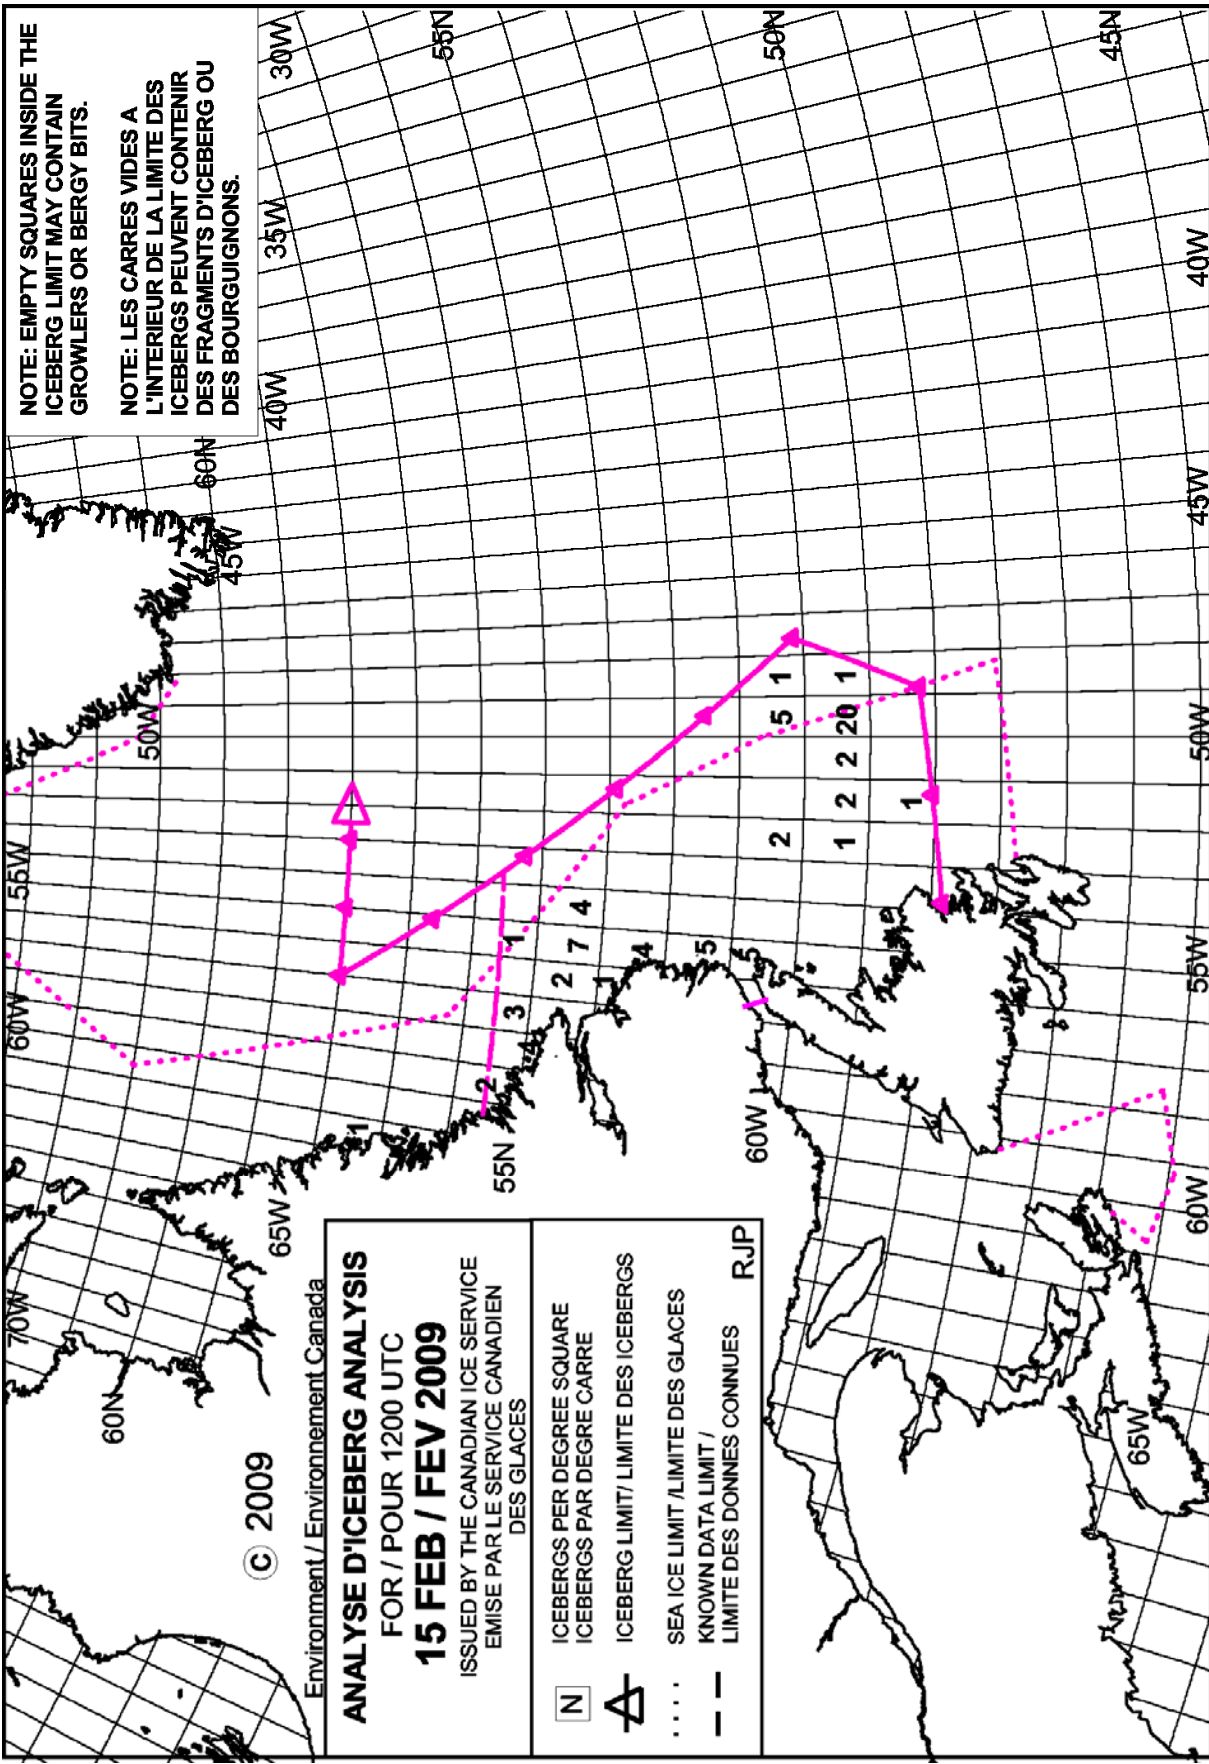 NOTE: EMPTY SQUARES INSIDE THE
ICEBERG LIMIT MAY CONTAIN
GROWLERS OR BERGY BITS.
NOTE: LES CARRES VIDES A
L'INTERIEUR DE LA LIMITE DES
ICEBERGS PEUVENT CONTENIR
DES FRAGMENTS D'ICEBERG OU
DES BOURGUIGNONS.
© 2009
Environment / Environnement Canada
ANALYSE D'ICEBERG ANALYSIS
FOR / POUR 1200 UTC
15 FEB / FEV 2009
ISSUED BY THE CANADIAN ICE SERVICE
EMISE PAR LE SERVICE CANADIEN
DES GLACES
N
ICEBERGS PER DEGREE SQUARE
ICEBERGS PAR DEGRE CARRE
ICEBERG LIMIT/ LIMITE DES ICEBERGS
SEA ICE LIMIT /LIMITE DES GLACES
KNOWN DATA LIMIT /
LIMITE DES DONNES CONNUES
RJP
70W
60W
55W
60N
65W
50W
45W
60N
40W
35W
30W
55N
55N
50N
45N
60W
65W
60W
55W
50W
45W
40W
1
2
4
3
1
2
7
4
1
4
5
5
2
5
1
1
2
2
20
1
1